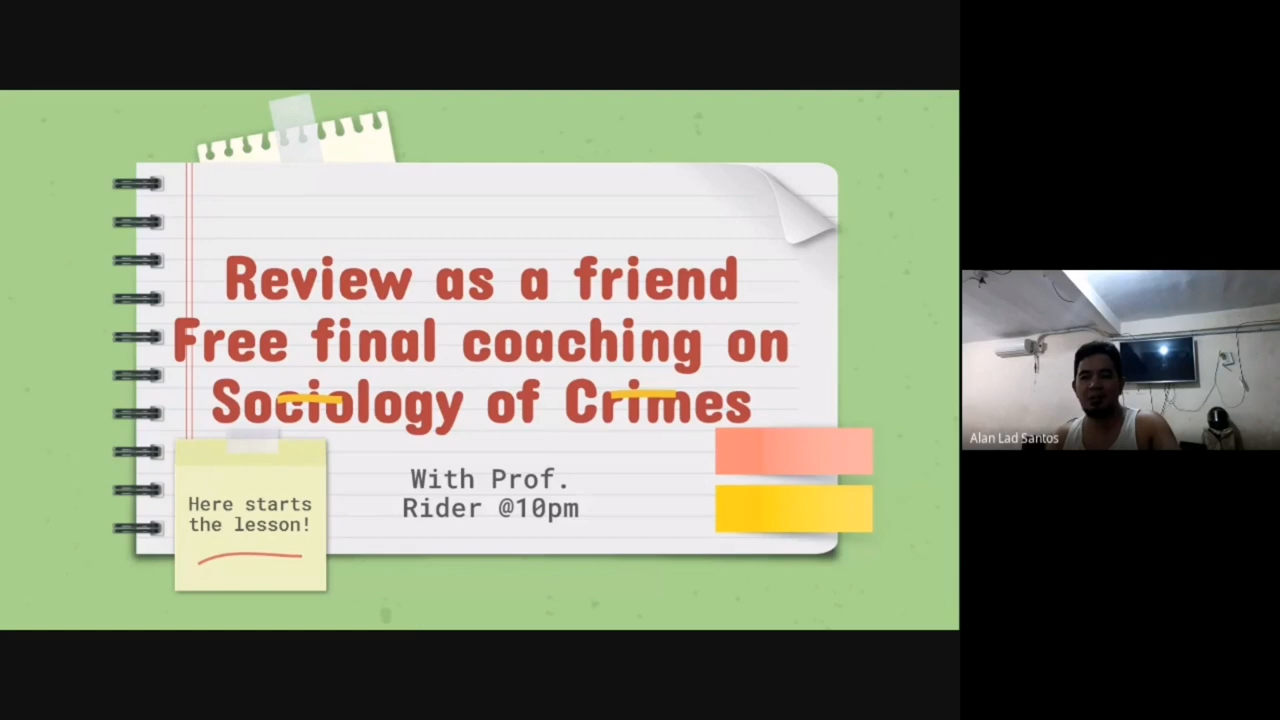 Review as a friend
Free final coaching on
Sociology of Crimes
With Prof.
Rider @10pm
Here starts
the lesson!
Alan Lad Santos